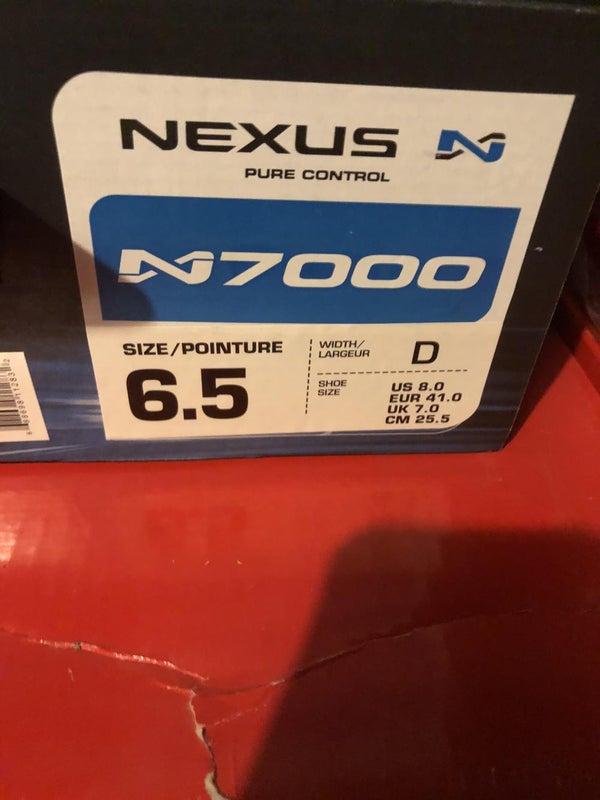 NEXUS N
PURE CONTROL
N7000
SIZE/POINTURE
6.5
WIDTH/
LARGEUR
D
SHOE
SIZE
US 8.0
EUR 41.0
UK 7.0
CM 25.5